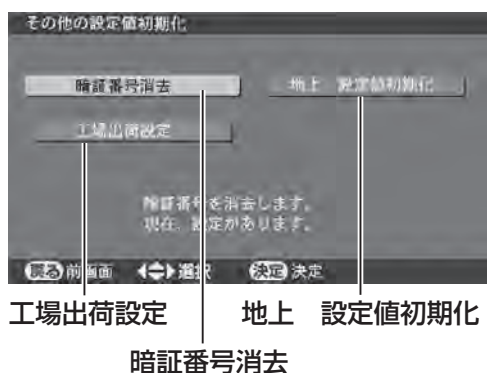 その他の設定値初期化
暗証番号消去
地上　設定値初期化
工場出荷設定
暗証番号を消去します。
現在、設定があります。
戻る 前画面 選択 決定 決定
工場出荷設定
地上　設定値初期化
暗証番号消去